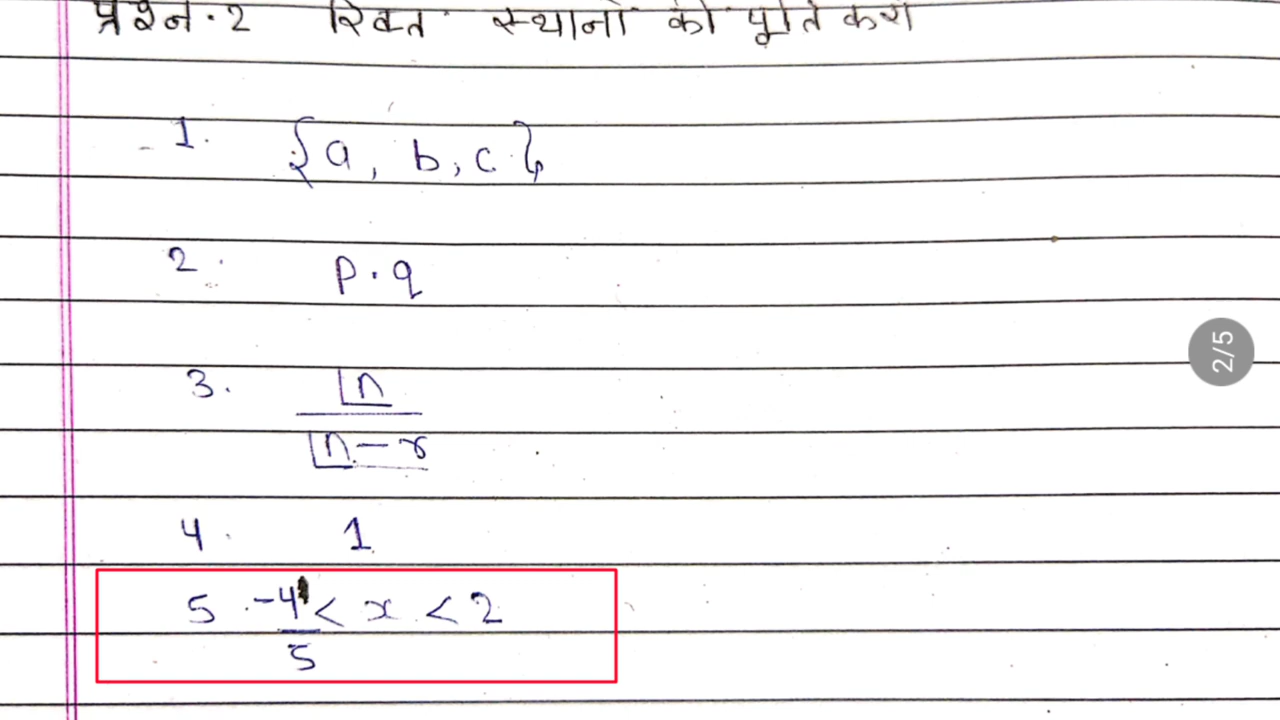 प्रश्न·2 रिक्त स्थानों की पूर्ति करो
1. {a, b, c}
2. p·q
3. ∟n
∟n-r
4. 1
5 -4 < x < 2
5
2/5